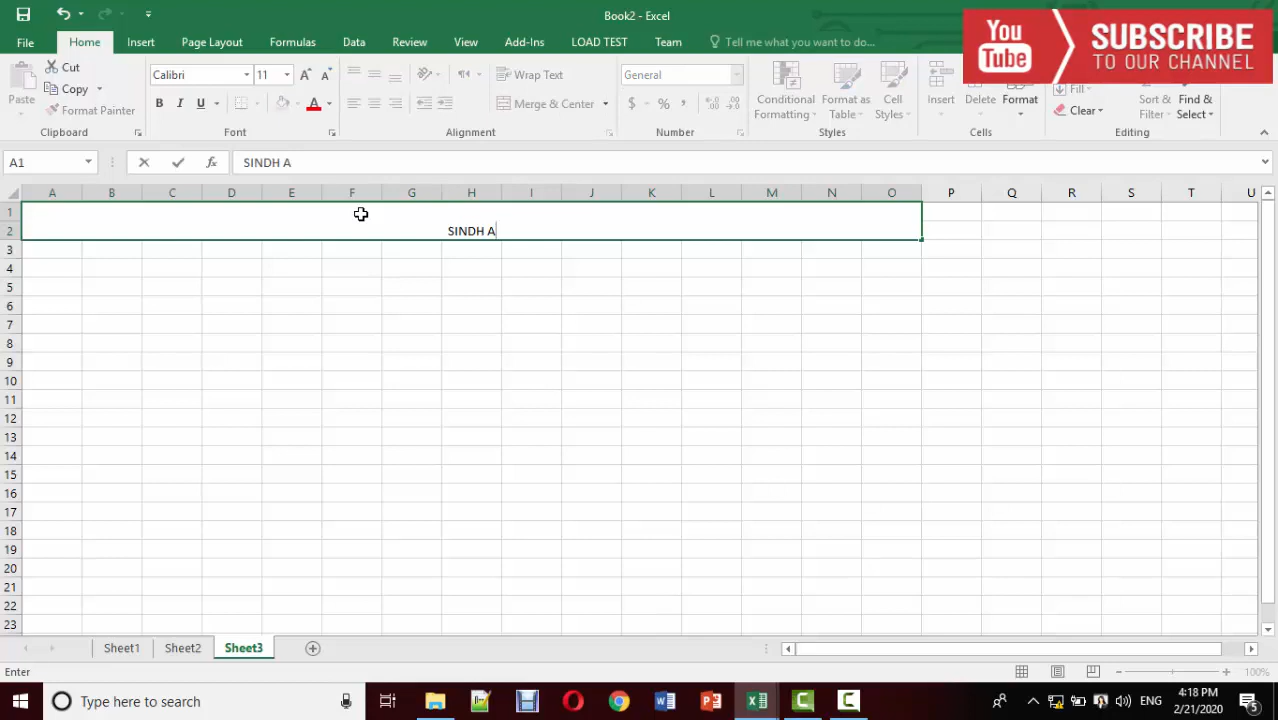 Book2 - Excel
You Tube SUBSCRIBE TO OUR CHANNEL
File Home Insert Page Layout Formulas Data Review View Add-Ins LOAD TEST Team Tell me what you want to do...
Paste Cut Copy Format Painter
Calibri 11 A A
B I U A
Wrap Text
Merge & Center
General
$ % ,
Conditional Formatting Format as Table Cell Styles
Insert Delete Format
Fill Clear
Sort & Filter Find & Select
Clipboard Font Alignment Number Styles Cells Editing
A1 fx SINDH A
A B C D E F G H I J K L M N O P Q R S T U
1
2 SINDH A
3
4
5
6
7
8
9
10
11
12
13
14
15
16
17
18
19
20
21
22
23
Sheet1 Sheet2 Sheet3
Enter 100%
Type here to search ENG 4:18 PM
2/21/2020 5